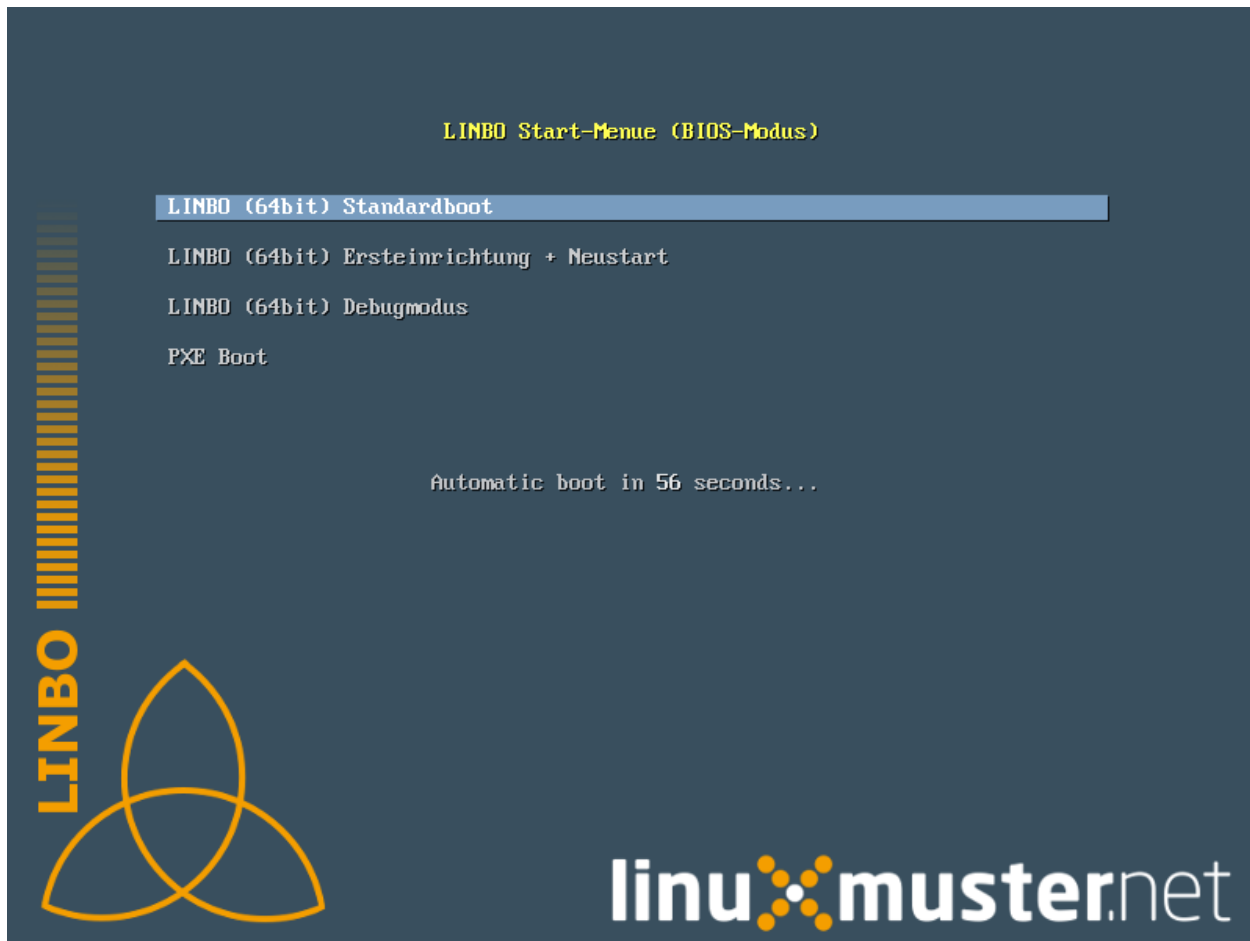 LINBO Start-Menue (BIOS-Modus)
LINBO (64bit) Standardboot
LINBO (64bit) Ersteinrichtung + Neustart
LINBO (64bit) Debugmodus
PXE Boot
Automatic boot in 56 seconds...
LINBO
linuxmuster.net